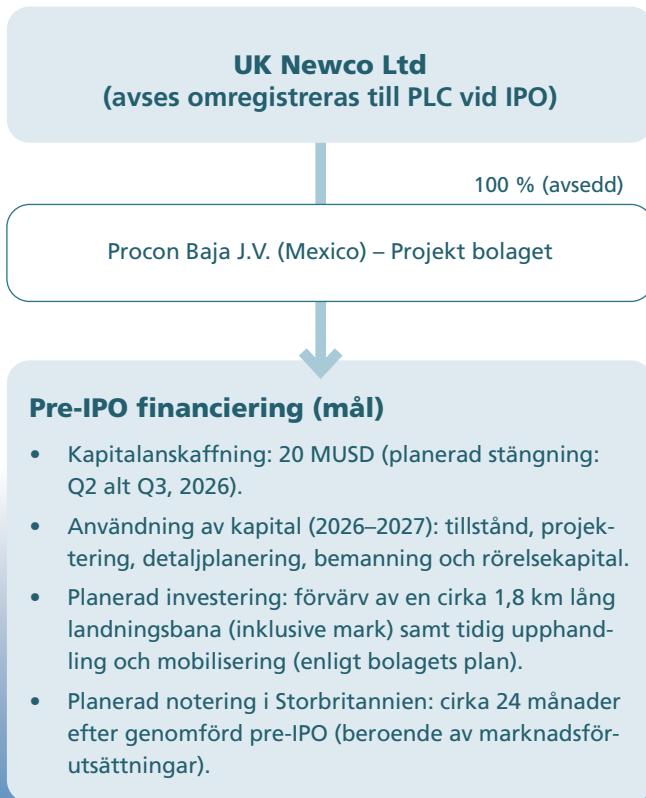 UK Newco Ltd
(avses omregistreras till PLC vid IPO)
100 % (avsedd)
Procon Baja J.V. (Mexico) – Projekt bolaget
Pre-IPO financiering (mål)
• Kapitalanskaffning: 20 MUSD (planerad stängning:
Q2 alt Q3, 2026).
• Användning av kapital (2026–2027): tillstånd, projek-
tering, detaljplanering, bemanning och rörelsekapital.
• Planerad investering: förvärv av en cirka 1,8 km lång
landningsbana (inklusive mark) samt tidig upphand-
ling och mobilisering (enligt bolagets plan).
• Planerad notering i Storbritannien: cirka 24 månader
efter genomförd pre-IPO (beroende av marknadsför-
utsättningar).